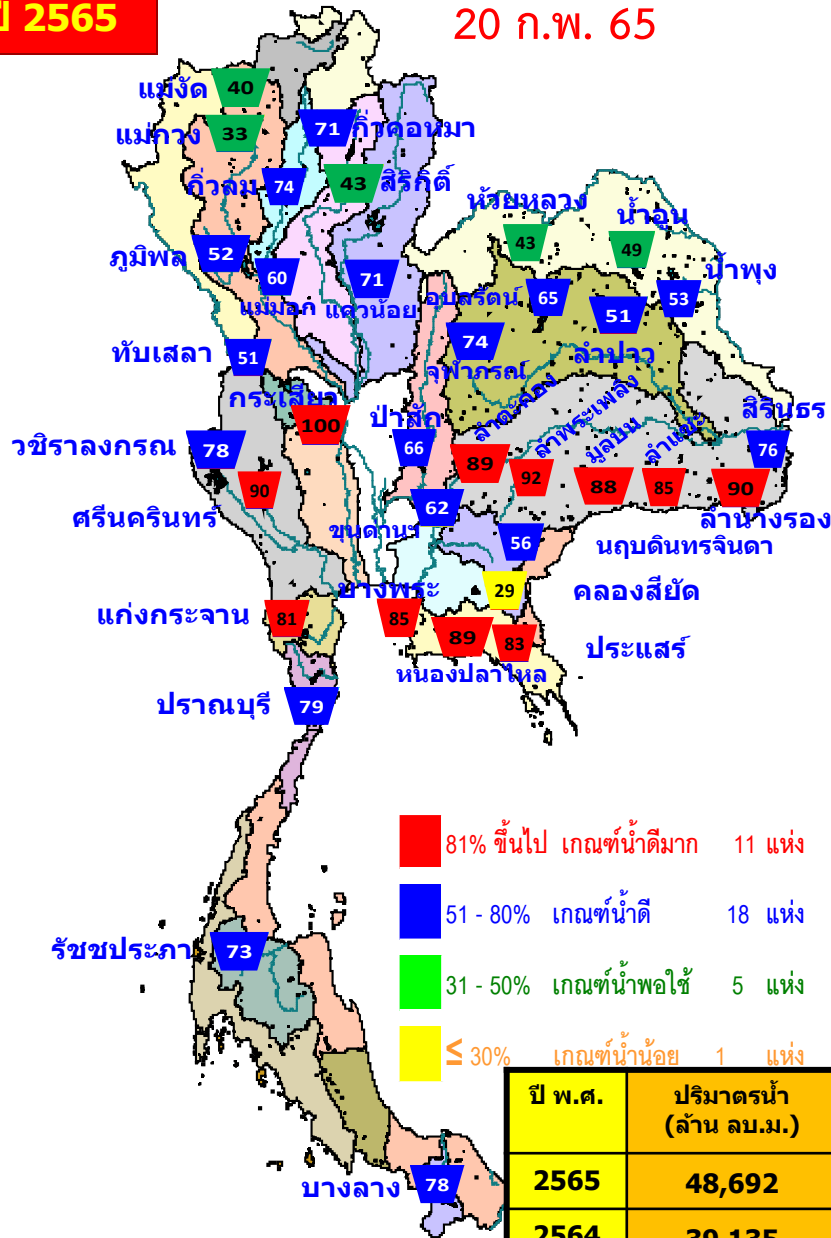 ปี 2565
20 ก.พ. 65
แม่งัด
40
แม่กวง
33
71
กิ่วคอหมา
กิ่วลม
74
43
สิริกิติ์
ห้วยหลวง
43
น้ำอูน
49
ภูมิพล
52
60
แม่มอก
71
แควน้อย
อุบลรัตน์
65
51
53
น้ำพุง
ทับเสลา
51
74
จุฬาภรณ์
ลำปาว
กระเสียว
100
ป่าสัก
66
ลำตะคอง
89
ลำพระเพลิง
92
มูลบน
88
ลำแซะ
85
สิรินธร
76
90
ลำนางรอง
วชิราลงกรณ
78
90
ศรีนครินทร์
ขุนด่านฯ
62
56
นฤบดินทรจินดา
บางพระ
85
29
คลองสียัด
แก่งกระจาน
81
89
83
ประแสร์
หนองปลาไหล
ปราณบุรี
79
81% ขึ้นไป เกณฑ์น้ำดีมาก 11 แห่ง
51 - 80% เกณฑ์น้ำดี 18 แห่ง
31 - 50% เกณฑ์น้ำพอใช้ 5 แห่ง
≤ 30% เกณฑ์น้ำน้อย 1 แห่ง
รัชชประภา
73
บางลาง
78
ปี พ.ศ. ปริมาตรน้ำ
(ล้าน ลบ.ม.)
2565 48,692
2564 39,135